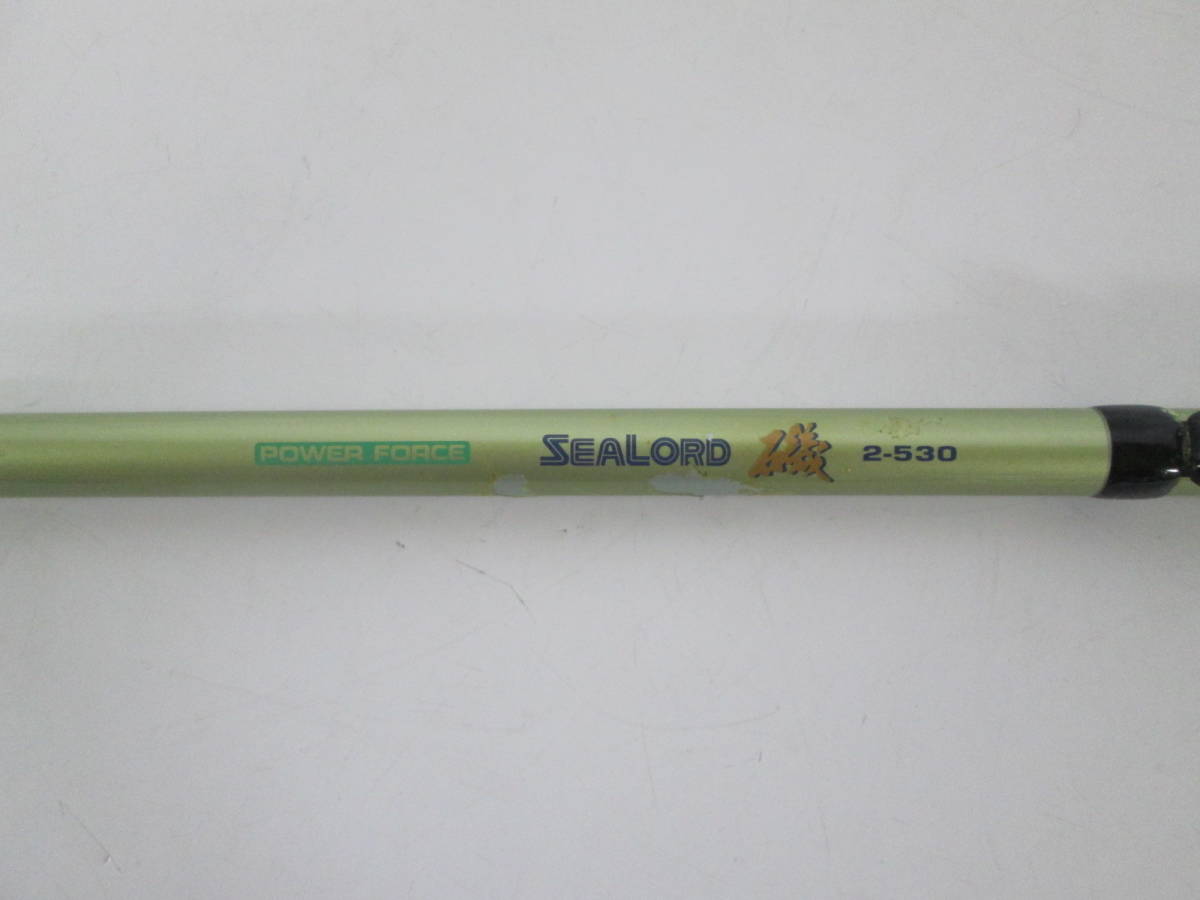 POWER FORCE SEALORD 磯 2-530